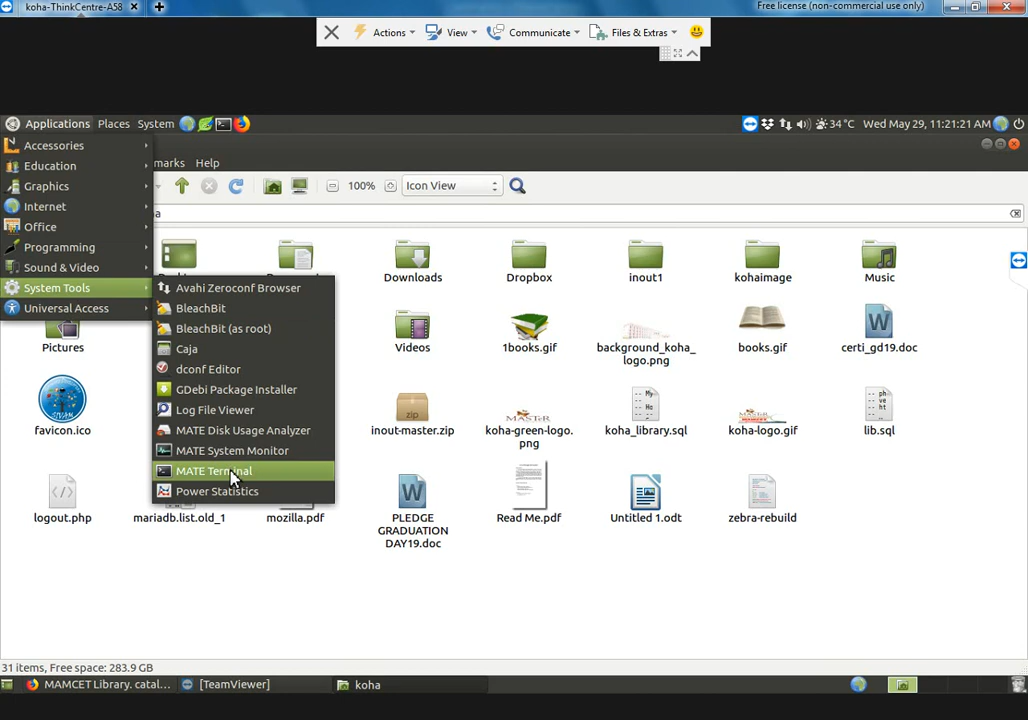 koha-ThinkCentre-A58
Free license (non-commercial use only)
Actions View Communicate Files & Extras
Applications Places System 34 °C Wed May 29, 11:21:21 AM
Accessories
Education
Graphics
Internet
Office
Programming
Sound & Video
System Tools
Universal Access
marks Help
100% Icon View
a
Downloads Dropbox inout1 kohaimage Music
Avahi Zeroconf Browser
BleachBit
BleachBit (as root)
Caja
dconf Editor
GDebi Package Installer
Log File Viewer
MATE Disk Usage Analyzer
MATE System Monitor
MATE Terminal
Power Statistics
Pictures Videos 1books.gif background_koha_
logo.png books.gif certi_gd19.doc
favicon.ico inout-master.zip koha-green-logo.
png koha_library.sql koha-logo.gif lib.sql
logout.php mariadb.list.old_1 mozilla.pdf PLEDGE
GRADUATION
DAY19.doc Read Me.pdf Untitled 1.odt zebra-rebuild
31 items, Free space: 283.9 GB
MAMCET Library. catal... [TeamViewer] koha